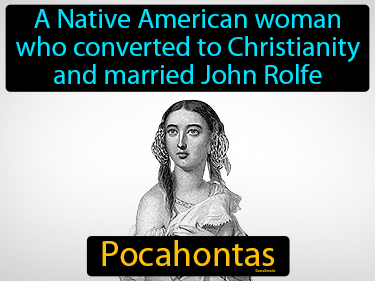 A Native American woman
who converted to Christianity
and married John Rolfe
Pocahontas